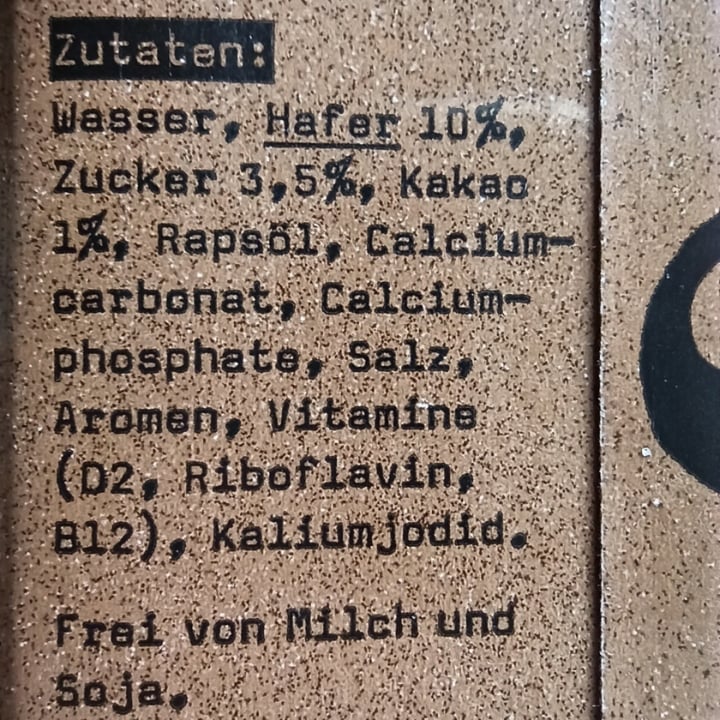 Zutaten:
Wasser, Hafer 10%,
Zucker 3,5%, Kakao
1%, Rapsöl, Calcium-
carbonat, Calcium-
phosphate, Salz,
Aromen, Vitamine
(D2, Riboflavin,
B12), Kaliumjodid.
Frei von Milch und
Soja.